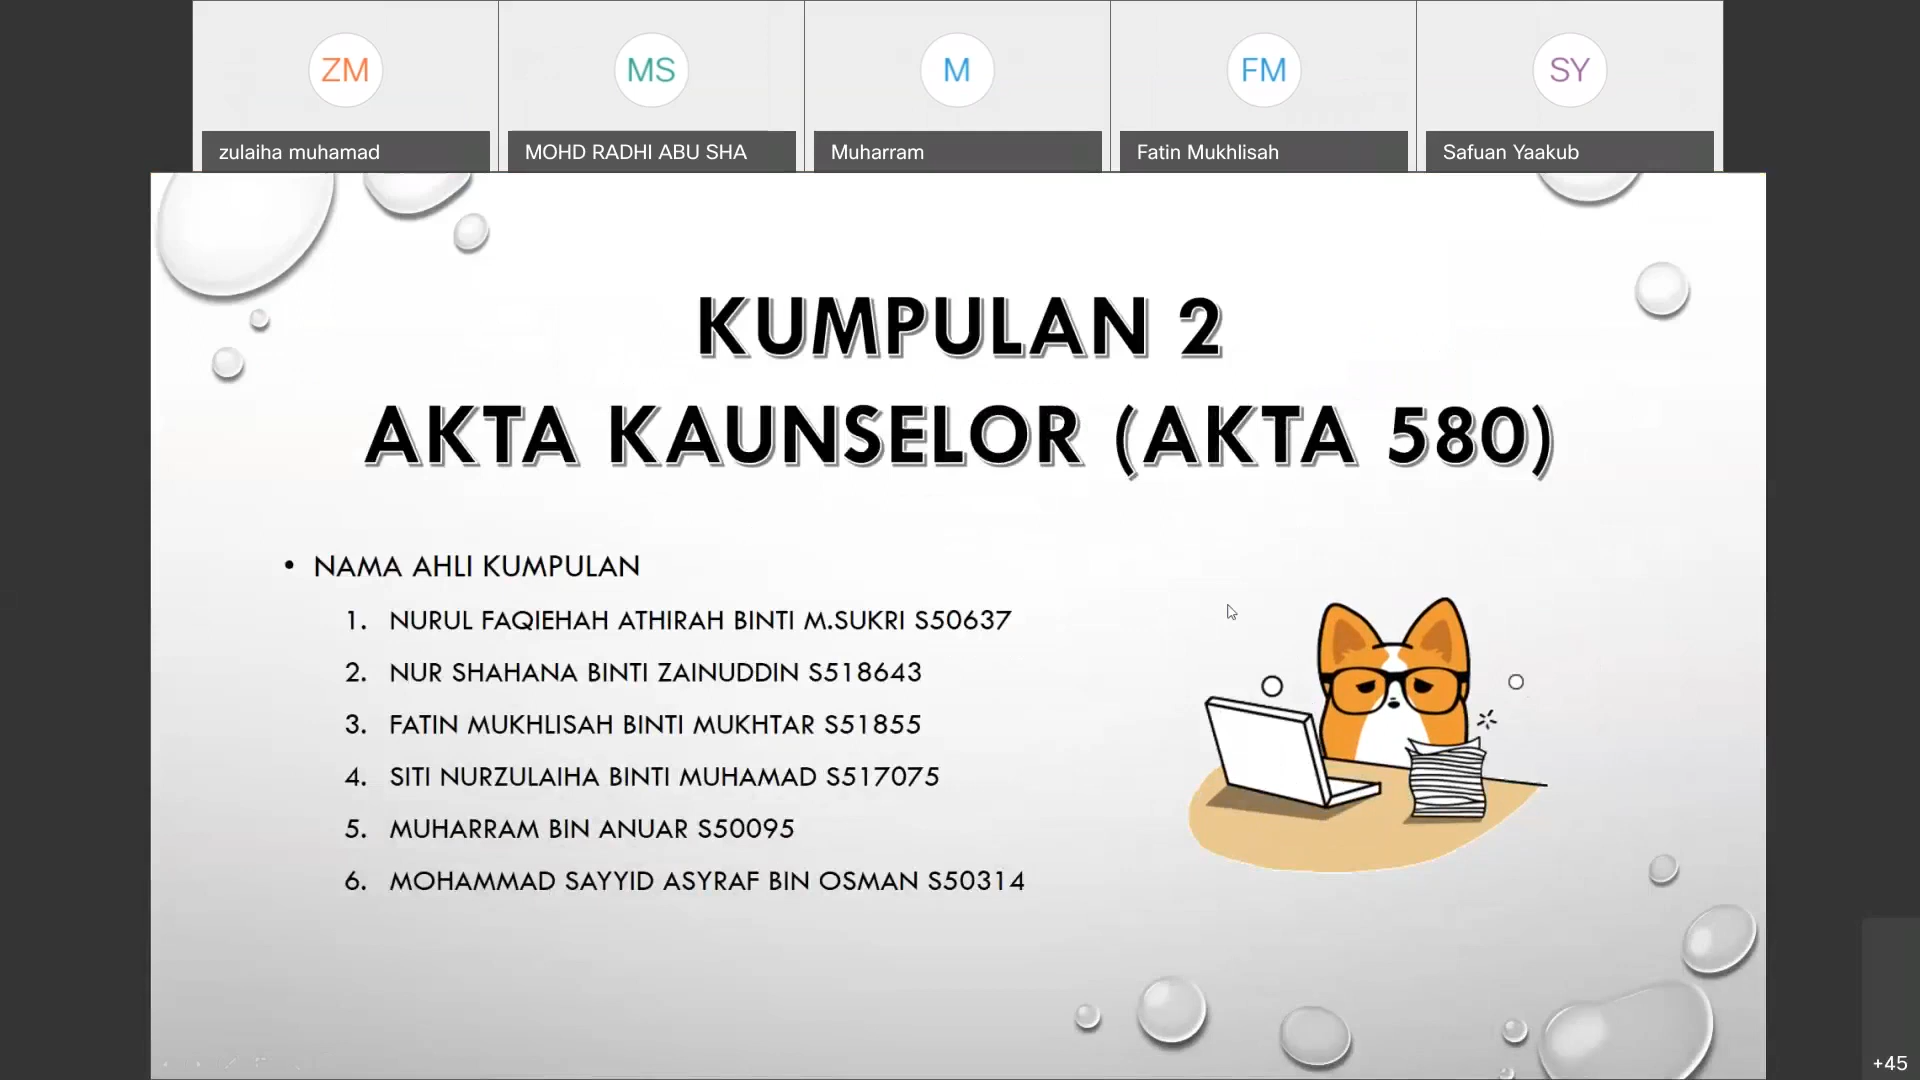 ZM
MS
M
FM
SY
zulaiha muhamad
MOHD RADHI ABU SHA
Muharram
Fatin Mukhlisah
Safuan Yaakub
KUMPULAN 2
AKTA KAUNSELOR (AKTA 580)
• NAMA AHLI KUMPULAN
1. NURUL FAQIEHAH ATHIRAH BINTI M.SUKRI S50637
2. NUR SHAHANA BINTI ZAINUDDIN S518643
3. FATIN MUKHLISAH BINTI MUKHTAR S51855
4. SITI NURZULAIHA BINTI MUHAMAD S517075
5. MUHARRAM BIN ANUAR S50095
6. MOHAMMAD SAYYID ASYRAF BIN OSMAN S50314
+45